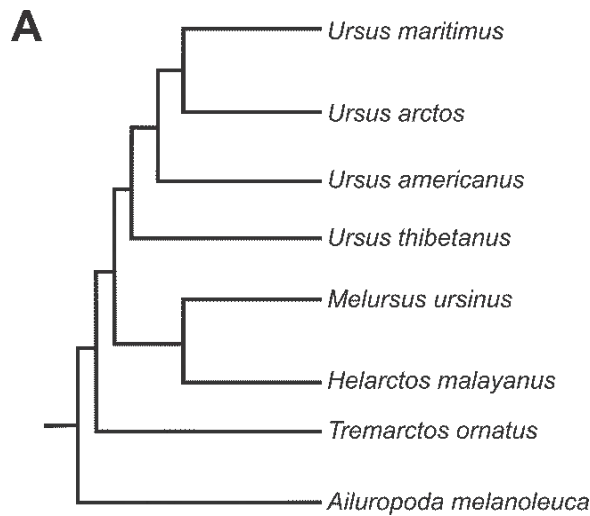 A
Ursus maritimus
Ursus arctos
Ursus americanus
Ursus thibetanus
Melursus ursinus
Helarctos malayanus
Tremarctos ornatus
Ailuropoda melanoleuca